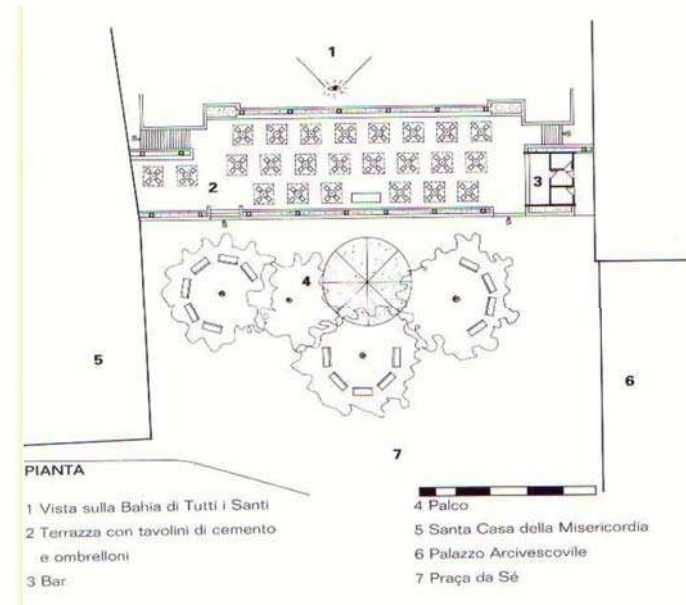 1
2
3
4
5
6
7
PIANTA
1 Vista sulla Bahia di Tutti i Santi
2 Terrazza con tavolini di cemento
e ombrelloni
3 Bar
4 Palco
5 Santa Casa della Misericordia
6 Palazzo Arcivescovile
7 Praça da Sé